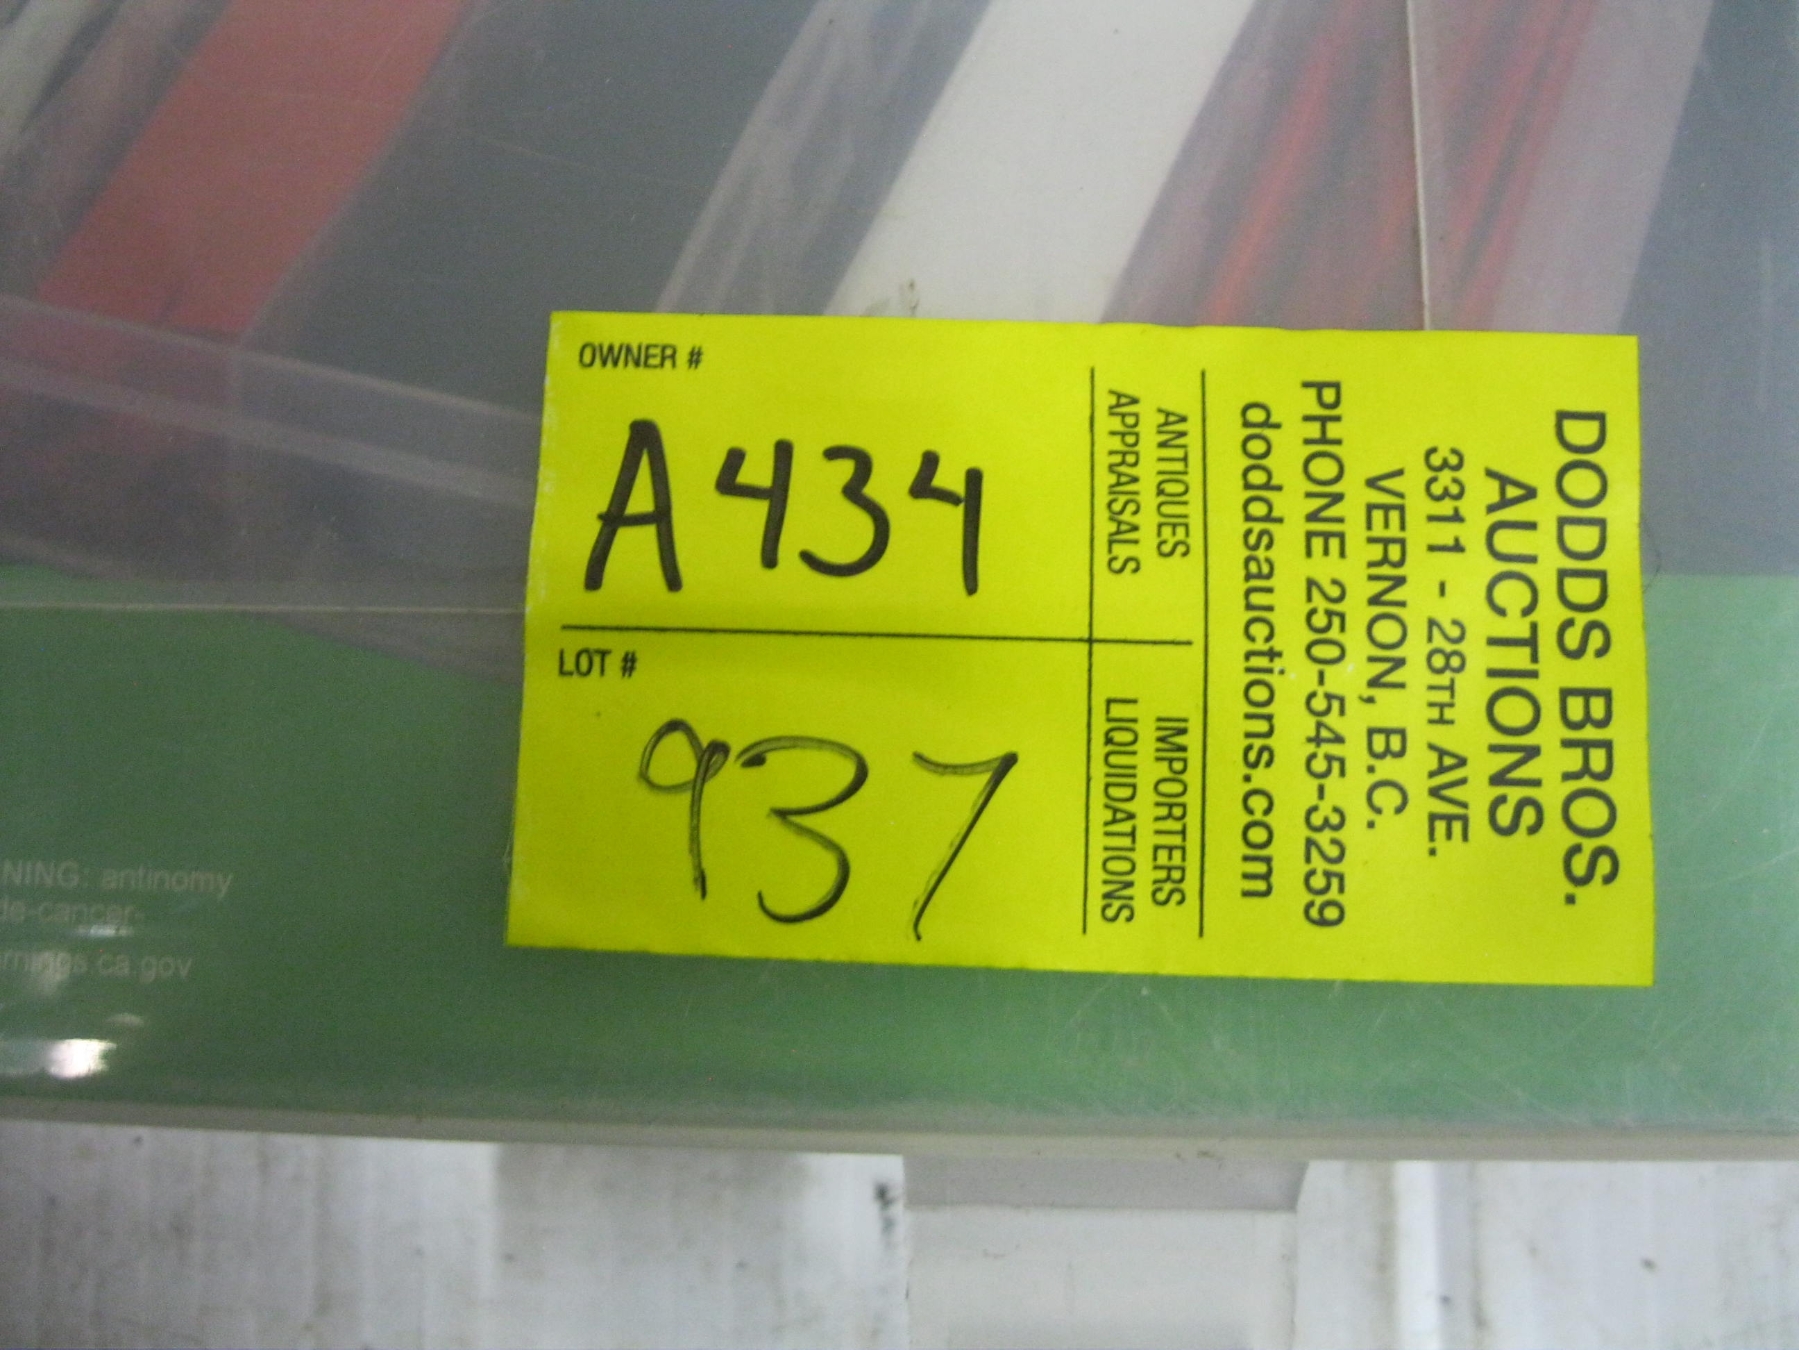 OWNER #
A434
LOT #
937
ANTIQUES
APPRAISALS
IMPORTERS
LIQUIDATIONS
DODDS BROS.
AUCTIONS
3311 - 28TH AVE.
VERNON, B.C.
PHONE 250-545-3259
doddsauctions.com
NING: antinomy
de-cancer-
rnings.ca.gov